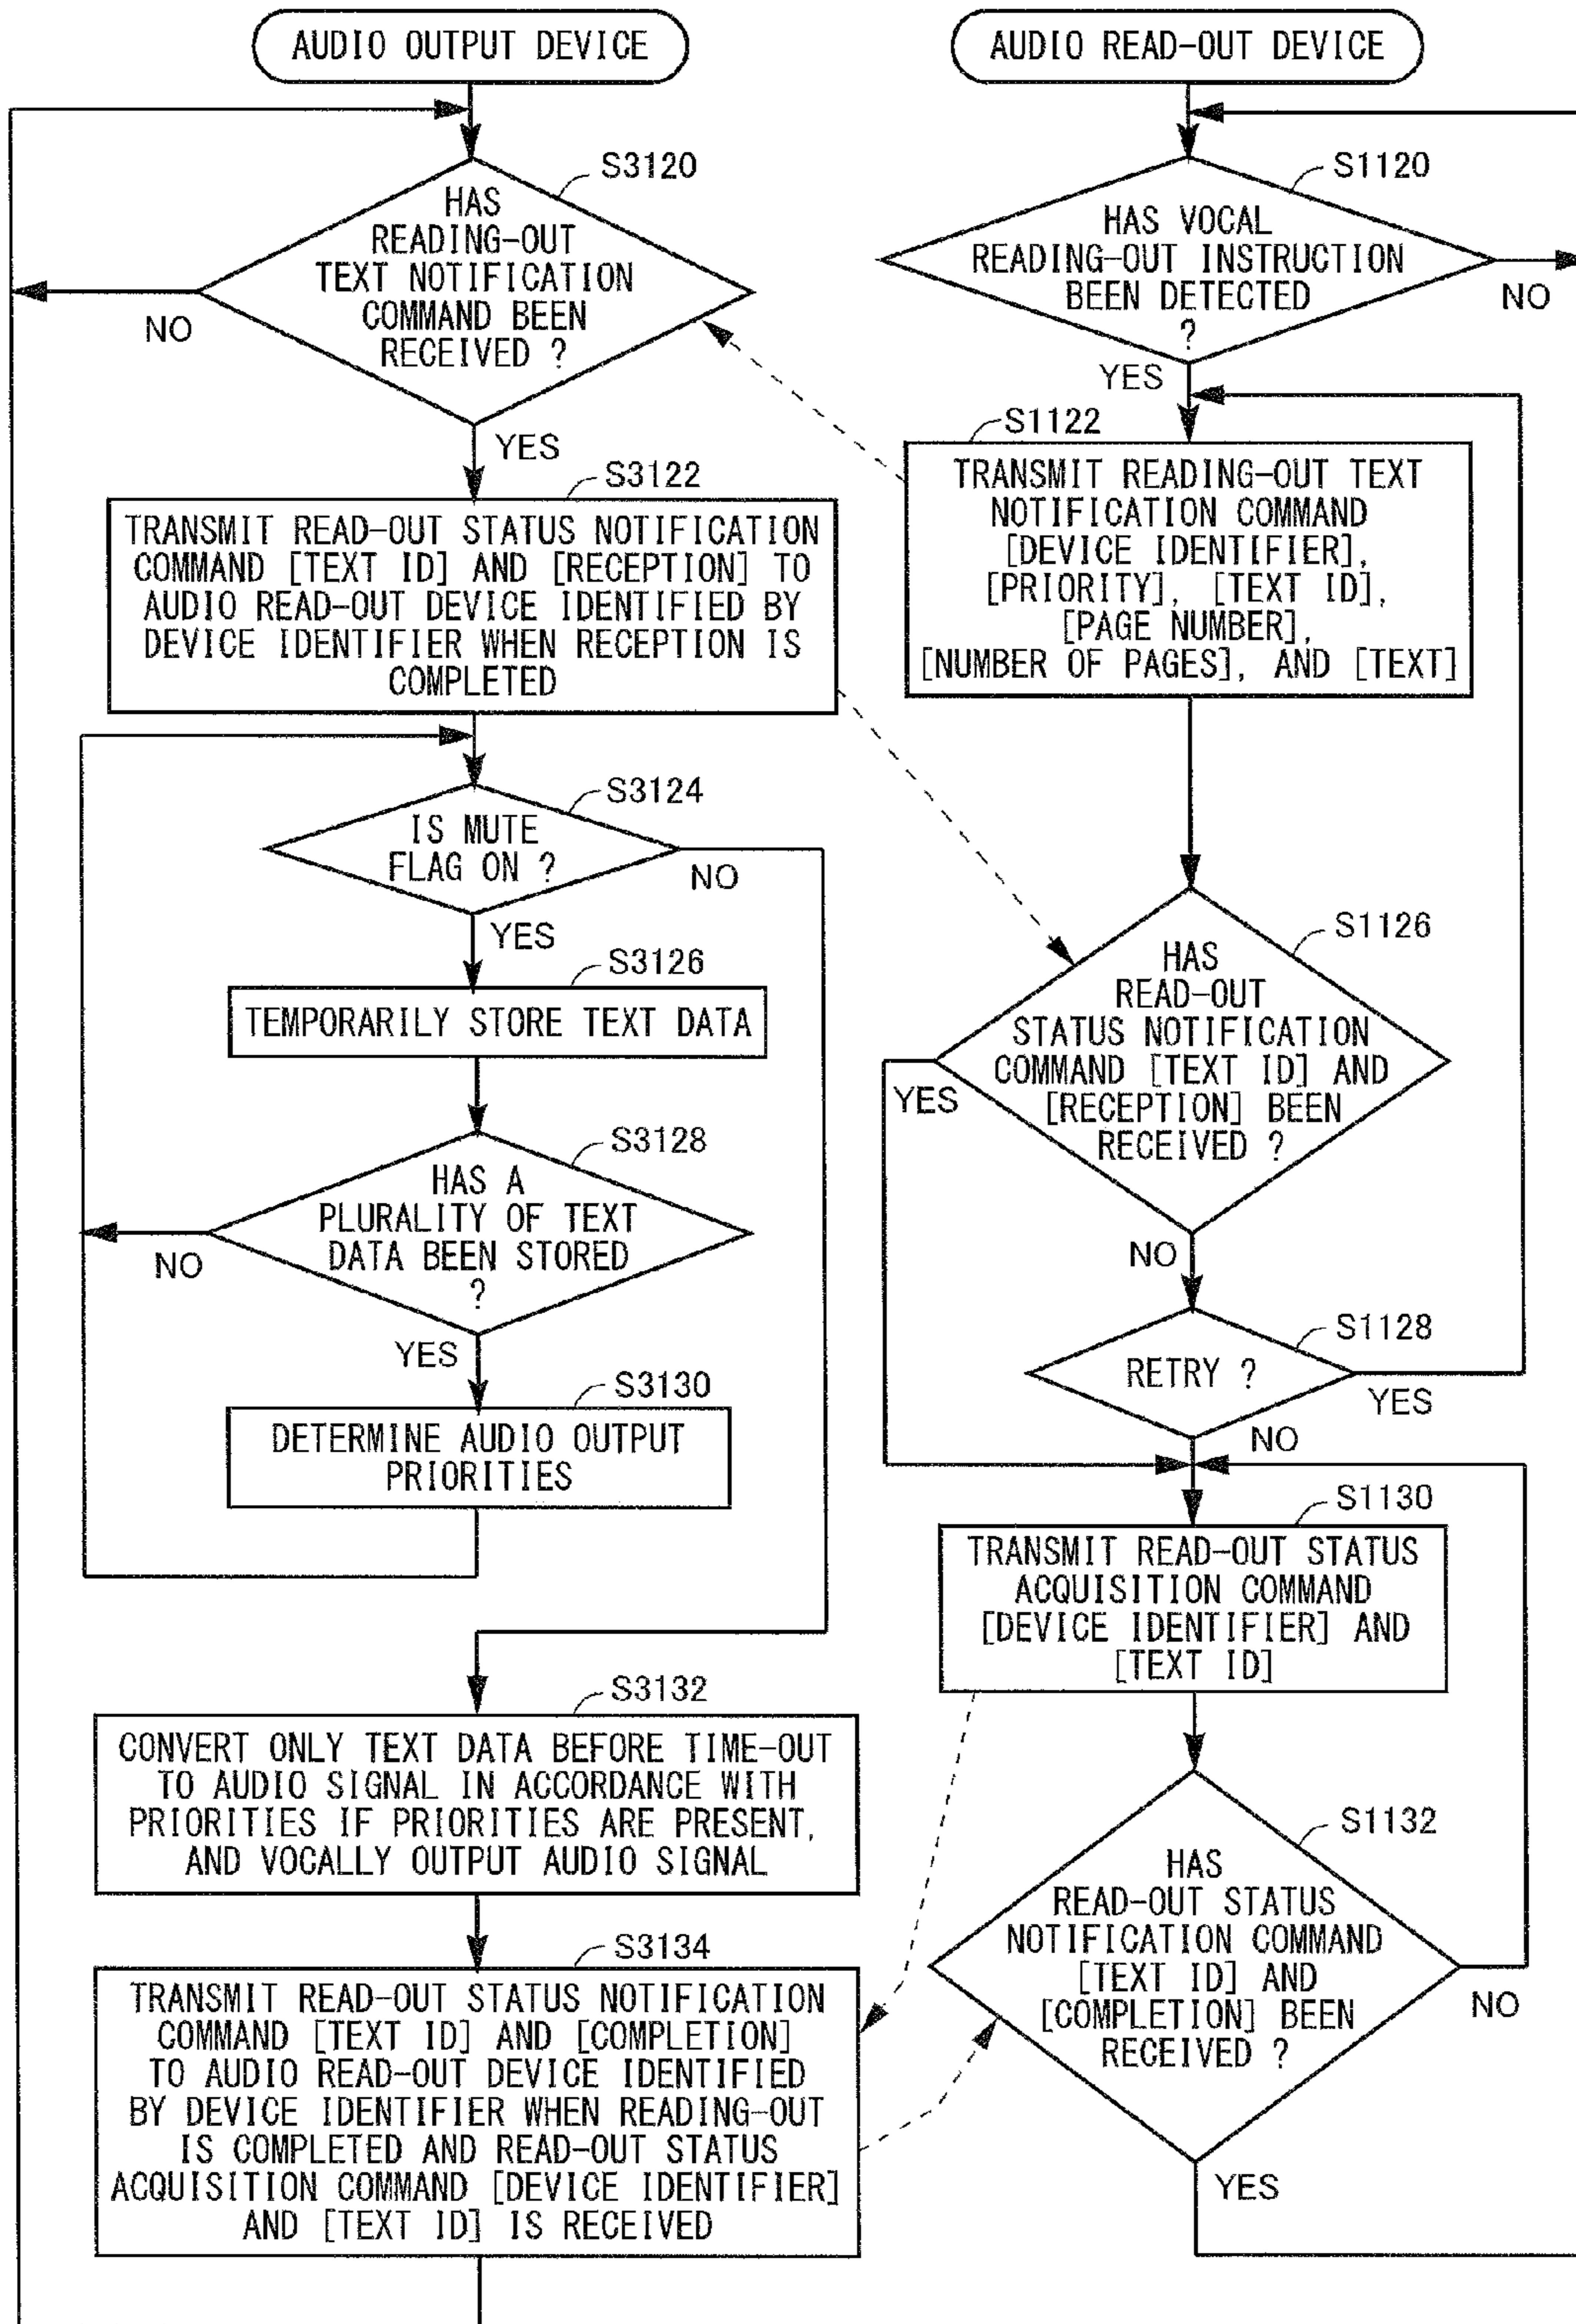 AUDIO OUTPUT DEVICE
S3120
HAS
READING-OUT
TEXT NOTIFICATION
COMMAND BEEN
RECEIVED ?
NO
YES
S3122
TRANSMIT READ-OUT STATUS NOTIFICATION
COMMAND [TEXT ID] AND [RECEPTION] TO
AUDIO READ-OUT DEVICE IDENTIFIED BY
DEVICE IDENTIFIER WHEN RECEPTION IS
COMPLETED
S3124
IS MUTE
FLAG ON ?
NO
YES
S3126
TEMPORARILY STORE TEXT DATA
S3128
HAS A
PLURALITY OF TEXT
DATA BEEN STORED
?
NO
YES
S3130
DETERMINE AUDIO OUTPUT
PRIORITIES
S3132
CONVERT ONLY TEXT DATA BEFORE TIME-OUT
TO AUDIO SIGNAL IN ACCORDANCE WITH
PRIORITIES IF PRIORITIES ARE PRESENT,
AND VOCALLY OUTPUT AUDIO SIGNAL
S3134
TRANSMIT READ-OUT STATUS NOTIFICATION
COMMAND [TEXT ID] AND [COMPLETION]
TO AUDIO READ-OUT DEVICE IDENTIFIED
BY DEVICE IDENTIFIER WHEN READING-OUT
IS COMPLETED AND READ-OUT STATUS
ACQUISITION COMMAND [DEVICE IDENTIFIER]
AND [TEXT ID] IS RECEIVED
AUDIO READ-OUT DEVICE
S1120
HAS VOCAL
READING-OUT INSTRUCTION
BEEN DETECTED
?
NO
YES
S1122
TRANSMIT READING-OUT TEXT
NOTIFICATION COMMAND
[DEVICE IDENTIFIER],
[PRIORITY], [TEXT ID],
[PAGE NUMBER],
[NUMBER OF PAGES], AND [TEXT]
S1126
HAS
READ-OUT
STATUS NOTIFICATION
COMMAND [TEXT ID] AND
[RECEPTION] BEEN
RECEIVED ?
YES
NO
S1128
RETRY ?
YES
NO
S1130
TRANSMIT READ-OUT STATUS
ACQUISITION COMMAND
[DEVICE IDENTIFIER] AND
[TEXT ID]
S1132
HAS
READ-OUT STATUS
NOTIFICATION COMMAND
[TEXT ID] AND
[COMPLETION] BEEN
RECEIVED ?
NO
YES